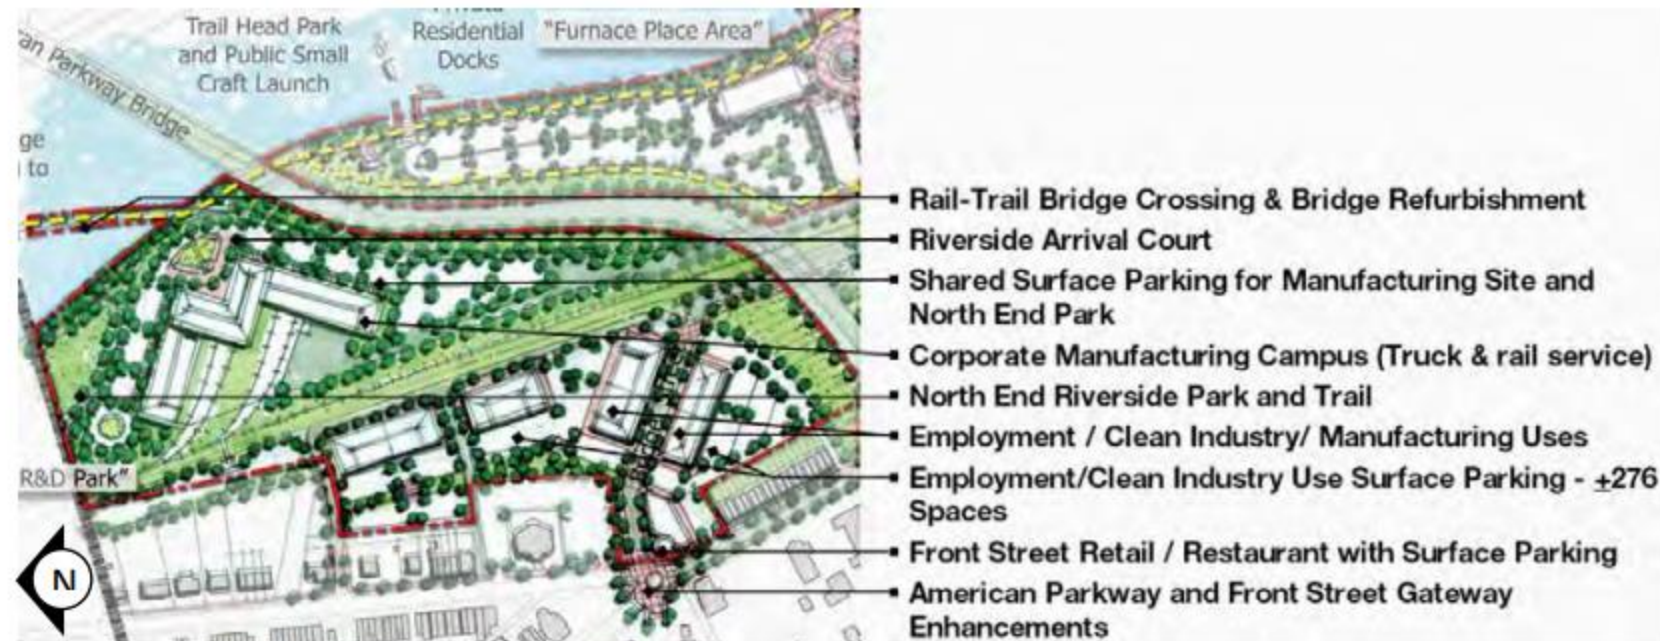 Trail Head Park
and Public Small
Craft Launch
Residential
Docks
"Furnace Place Area"
Parkway Bridge
to
R&D Park"
N
Rail-Trail Bridge Crossing & Bridge Refurbishment
Riverside Arrival Court
Shared Surface Parking for Manufacturing Site and
North End Park
Corporate Manufacturing Campus (Truck & rail service)
North End Riverside Park and Trail
Employment / Clean Industry/ Manufacturing Uses
Employment/Clean Industry Use Surface Parking - ±276
Spaces
Front Street Retail / Restaurant with Surface Parking
American Parkway and Front Street Gateway
Enhancements